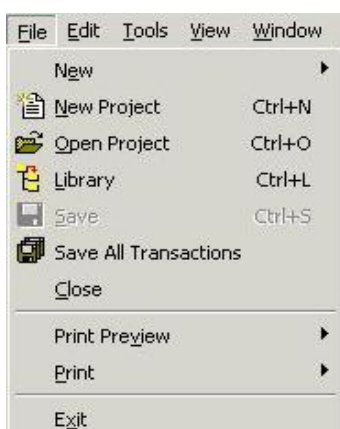 File Edit Tools View Window
New
New Project Ctrl+N
Open Project Ctrl+O
Library Ctrl+L
Save Ctrl+S
Save All Transactions
Close
Print Preview
Print
Exit